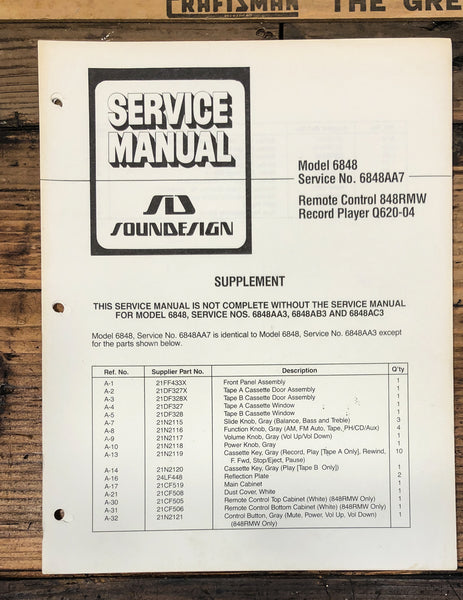 CRAFTSMAN THE GRE
SERVICE
MANUAL
SD
SOUNDESIGN
Model 6848
Service No. 6848AA7
Remote Control 848RMW
Record Player Q620-04
SUPPLEMENT
THIS SERVICE MANUAL IS NOT COMPLETE WITHOUT THE SERVICE MANUAL
FOR MODEL 6848, SERVICE NOS. 6848AA3, 6848AB3 AND 6848AC3
Model 6848, Service No. 6848AA7 is identical to Model 6848, Service No. 6848AA3 except
for the parts shown below.
Ref. No. Supplier Part No. Description Q'ty
A-1 21FF433X Front Panel Assembly 1
A-2 21DF327X Tape A Cassette Door Assembly 1
A-3 21DF328X Tape B Cassette Door Assembly 1
A-4 21DF327 Tape A Cassette Window 1
A-5 21DF328 Tape B Cassette Window 1
A-7 21N2115 Slide Knob, Gray (Balance, Bass and Treble) 3
A-8 21N2116 Function Knob, Gray (AM, FM Auto, Tape, PH/CD/Aux) 4
A-9 21N2117 Volume Knob, Gray (Vol Up/Vol Down) 1
A-10 21N2118 Power Knob, Gray 1
A-13 21N2119 Cassette Key, Gray (Record, Play [Tape A Only], Rewind, 10
F. Fwd, Stop/Eject, Pause)
A-14 21N2120 Cassette Key, Gray (Play [Tape B Only]) 1
A-16 24LF448 Reflection Plate 2
A-17 21CF519 Main Cabinet 1
A-21 21CF508 Dust Cover, White 1
A-30 21CF505 Remote Control Top Cabinet (White) (848RMW Only) 1
A-31 21CF506 Remote Control Bottom Cabinet (White) (848RMW Only) 1
A-32 21N2121 Control Button, Gray (Mute, Power, Vol Up, Vol Down) 1
(848RMW Only)